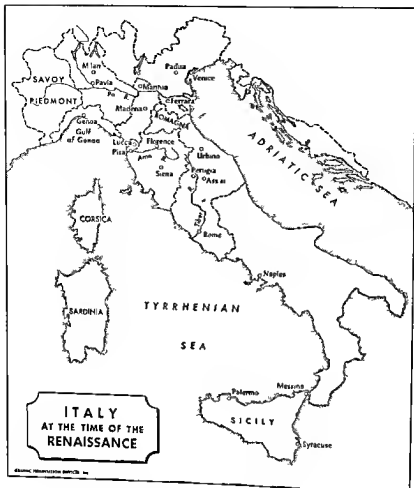 Milan
Padua
Venice
SAVOY
Pavia
Po
Mantua
PIEDMONT
Ferrara
Modena
ROMAGNA
Genoa
Gulf
of Genoa
Lucca
Florence
Pisa
Arno
Urbino
Siena
Perugia
Assisi
ADRIATIC SEA
CORSICA
Tiber
Rome
Naples
SARDINIA
TYRRHENIAN
SEA
Palermo
Messina
SICILY
Syracuse
ITALY
AT THE TIME OF THE
RENAISSANCE